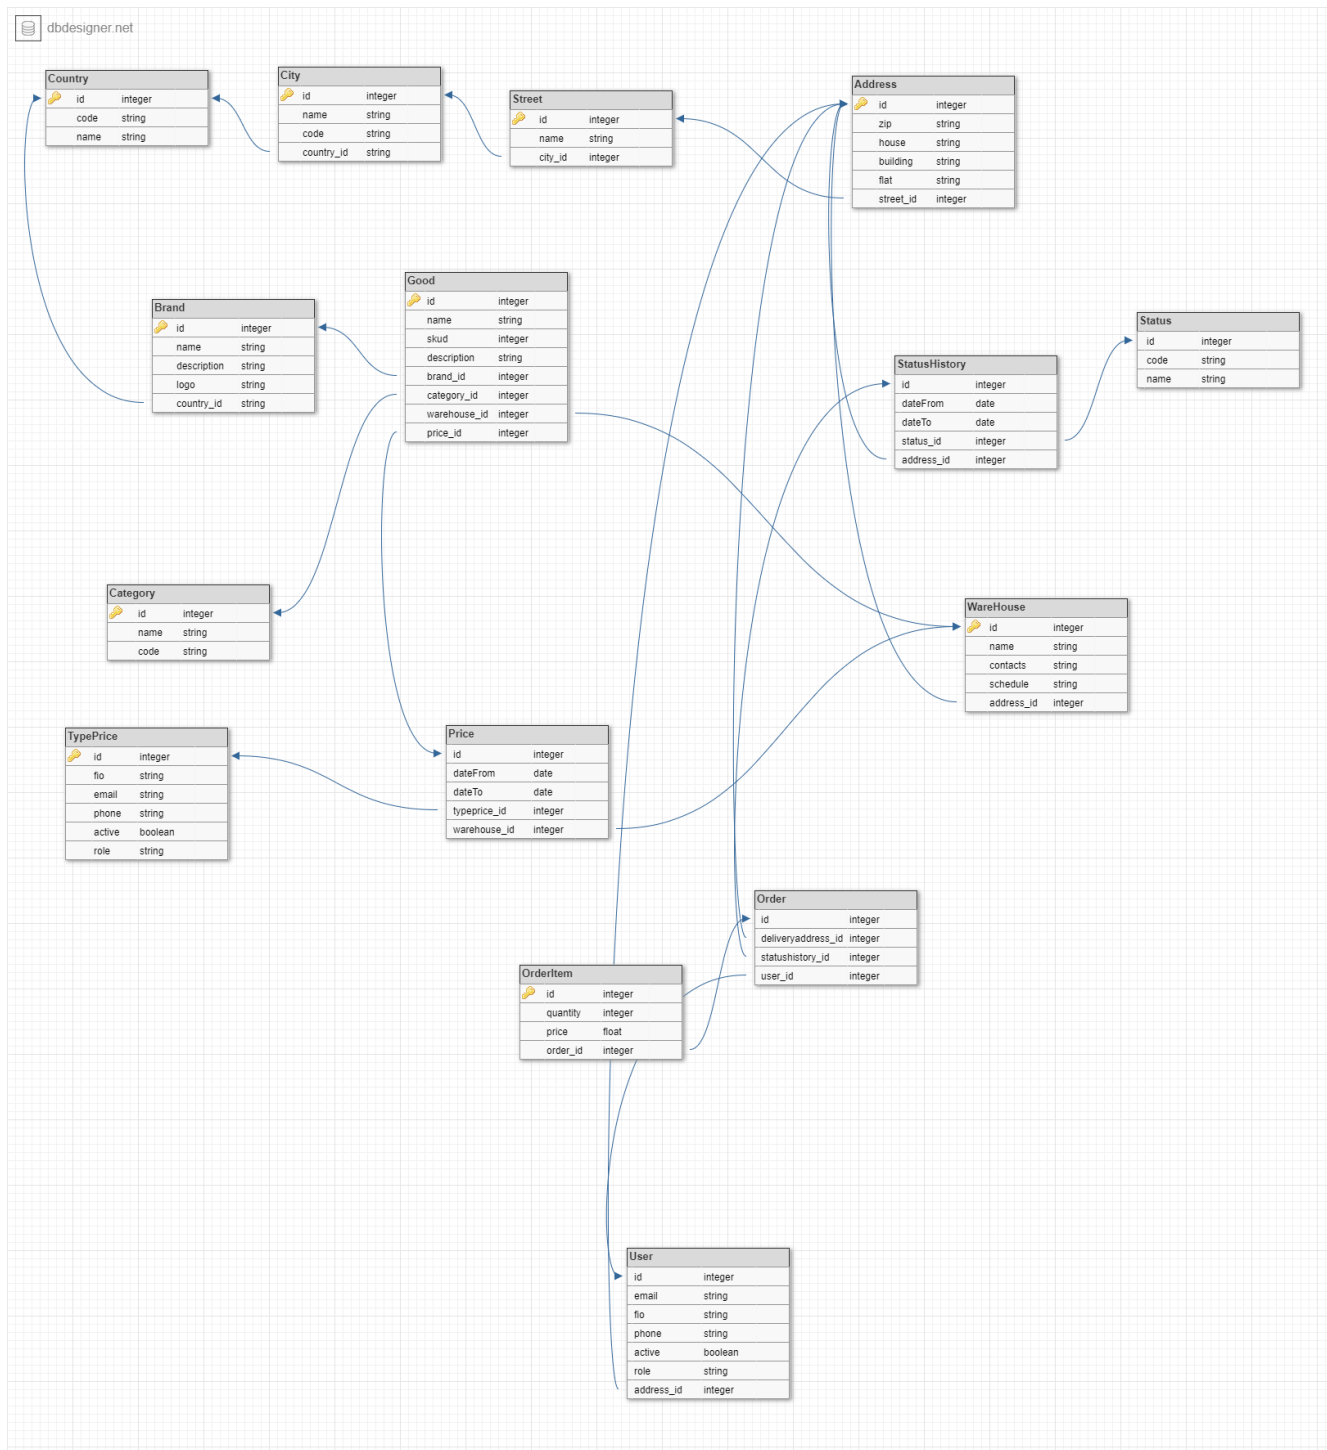 dbdesigner.net
Country
id integer
code string
name string
City
id integer
name string
code string
country_id string
Street
id integer
name string
city_id integer
Address
id integer
zip string
house string
building string
flat string
street_id integer
Brand
id integer
name string
description string
logo string
country_id string
Good
id integer
name string
skud integer
description string
brand_id integer
category_id integer
warehouse_id integer
price_id integer
StatusHistory
id integer
dateFrom date
dateTo date
status_id integer
address_id integer
Status
id integer
code string
name string
Category
id integer
name string
code string
WareHouse
id integer
name string
contacts string
schedule string
address_id integer
TypePrice
id integer
fio string
email string
phone string
active boolean
role string
Price
id integer
dateFrom date
dateTo date
typeprice_id integer
warehouse_id integer
Order
id integer
deliveryaddress_id integer
statushistory_id integer
user_id integer
OrderItem
id integer
quantity integer
price float
order_id integer
User
id integer
email string
fio string
phone string
active boolean
role string
address_id integer